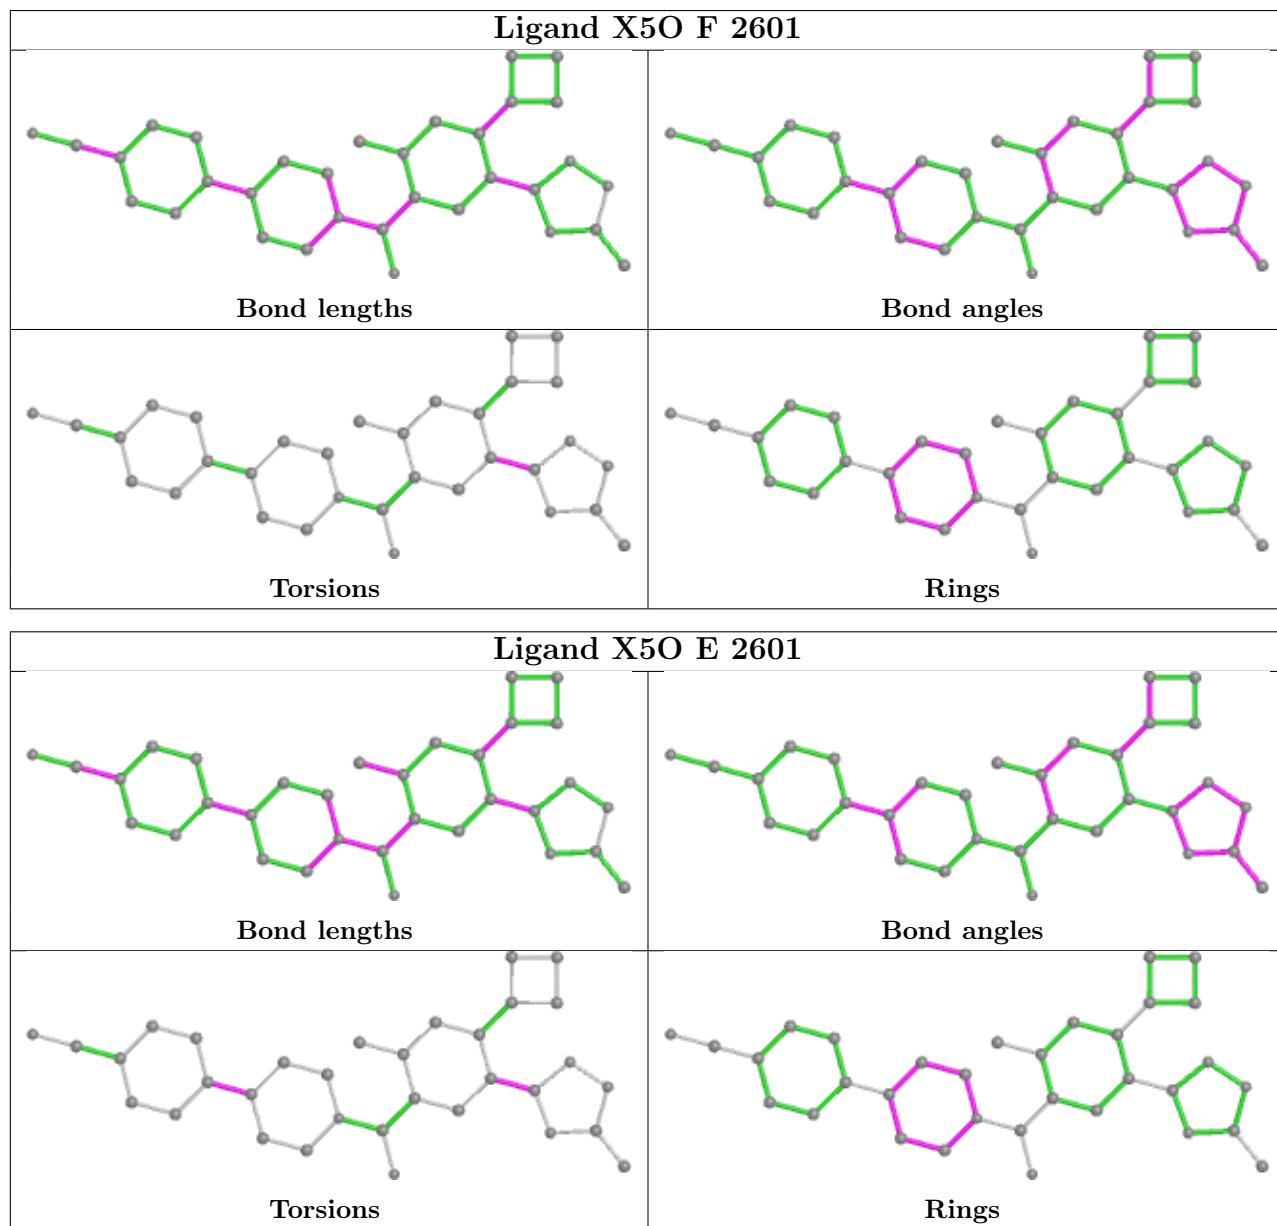 Ligand X5O F 2601
Bond lengths
Bond angles
Torsions
Rings
Ligand X5O E 2601
Bond lengths
Bond angles
Torsions
Rings